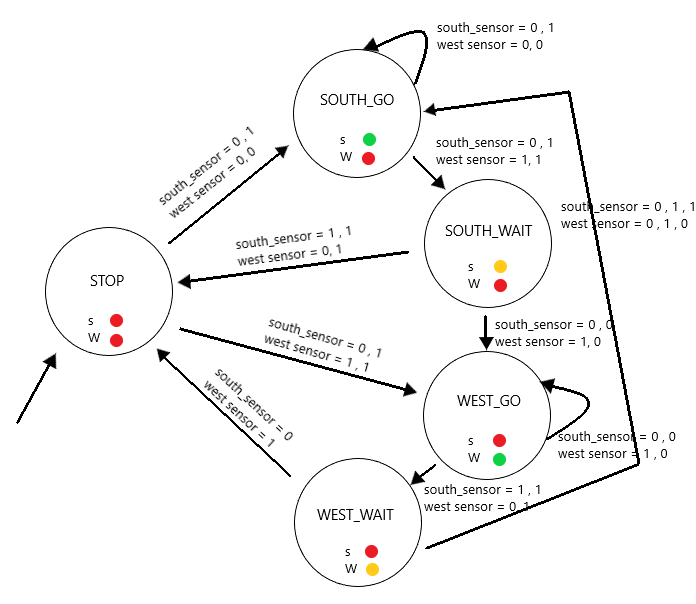 south_sensor = 0 , 1
west sensor = 0, 0
SOUTH_GO
s
W
south_sensor = 0 , 1
west sensor = 0, 0
south_sensor = 0 , 1
west sensor = 1, 1
south_sensor = 0 , 1 , 1
west sensor = 0 , 1 , 0
SOUTH_WAIT
s
W
south_sensor = 1 , 1
west sensor = 0, 1
STOP
s
W
south_sensor = 0 , 0
west sensor = 1, 0
south_sensor = 0 , 1
west sensor = 1 , 1
WEST_GO
s
W
south_sensor = 0
west sensor = 1
south_sensor = 0 , 0
west sensor = 1 , 0
south_sensor = 1 , 1
west sensor = 0, 1
WEST_WAIT
s
W